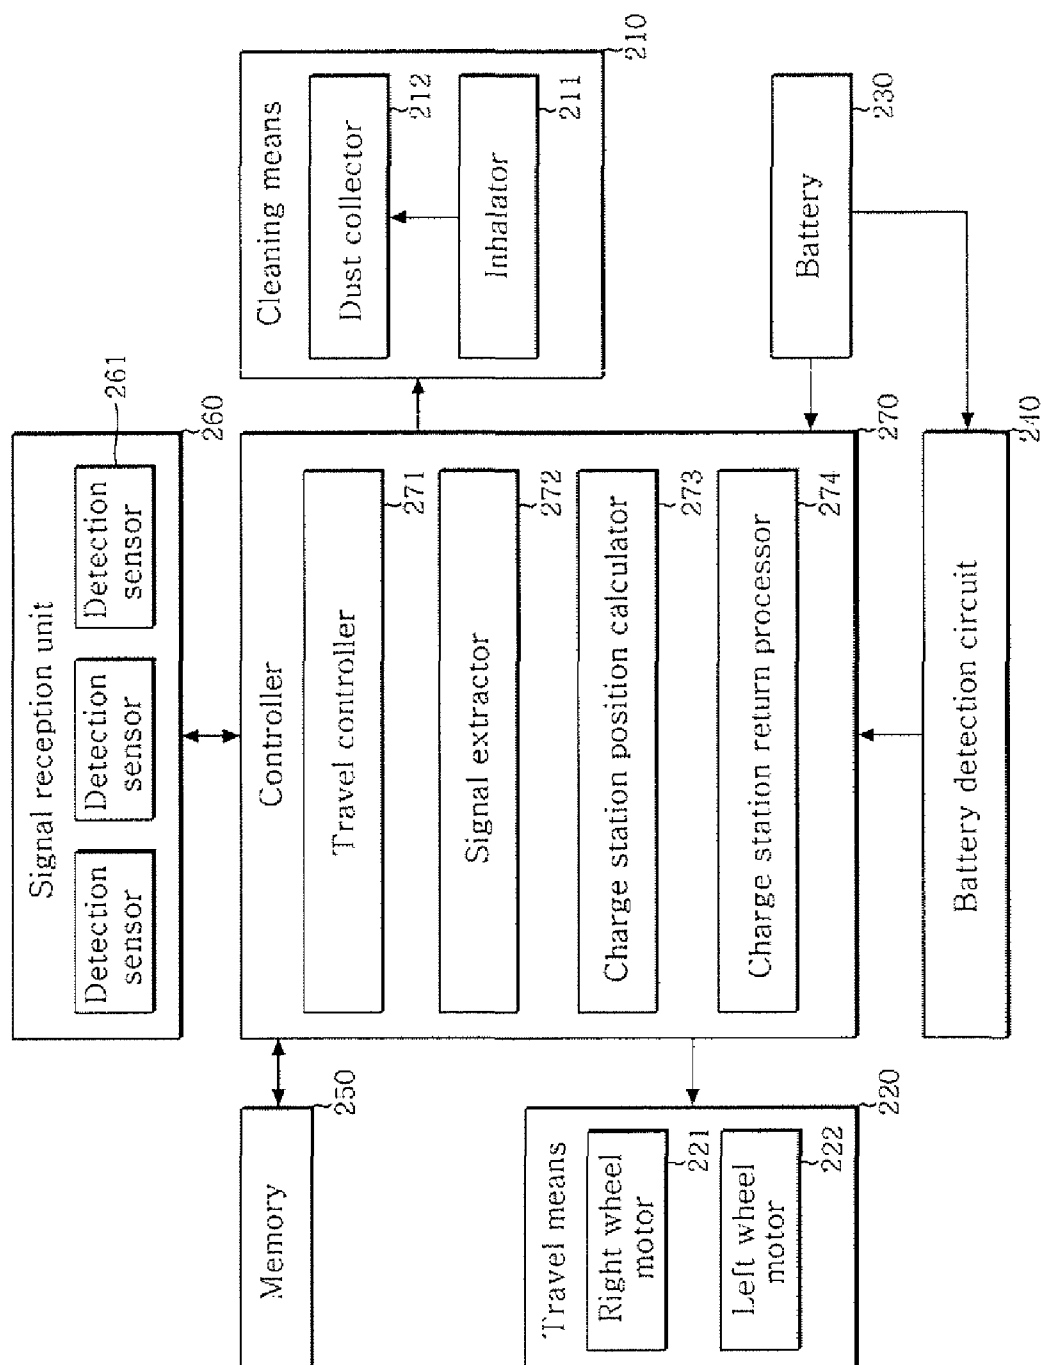 Signal reception unit
Detection
sensor
Detection
sensor
Detection
sensor
261
260
Memory
250
Controller
Travel controller
271
Signal extractor
272
Charge station position calculator
273
Charge station return processor
274
270
Cleaning means
Dust collector
212
Inhalator
211
210
Travel means
Right wheel
motor
221
Left wheel
motor
222
220
Battery
230
Battery detection circuit
240